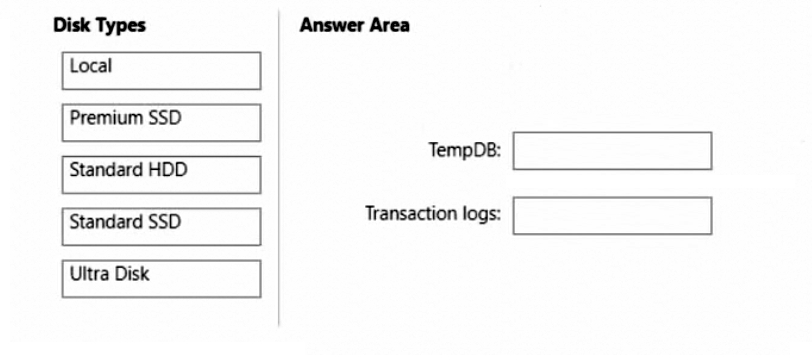 Disk Types
Local
Premium SSD
Standard HDD
Standard SSD
Ultra Disk
Answer Area
TempDB:
Transaction logs: